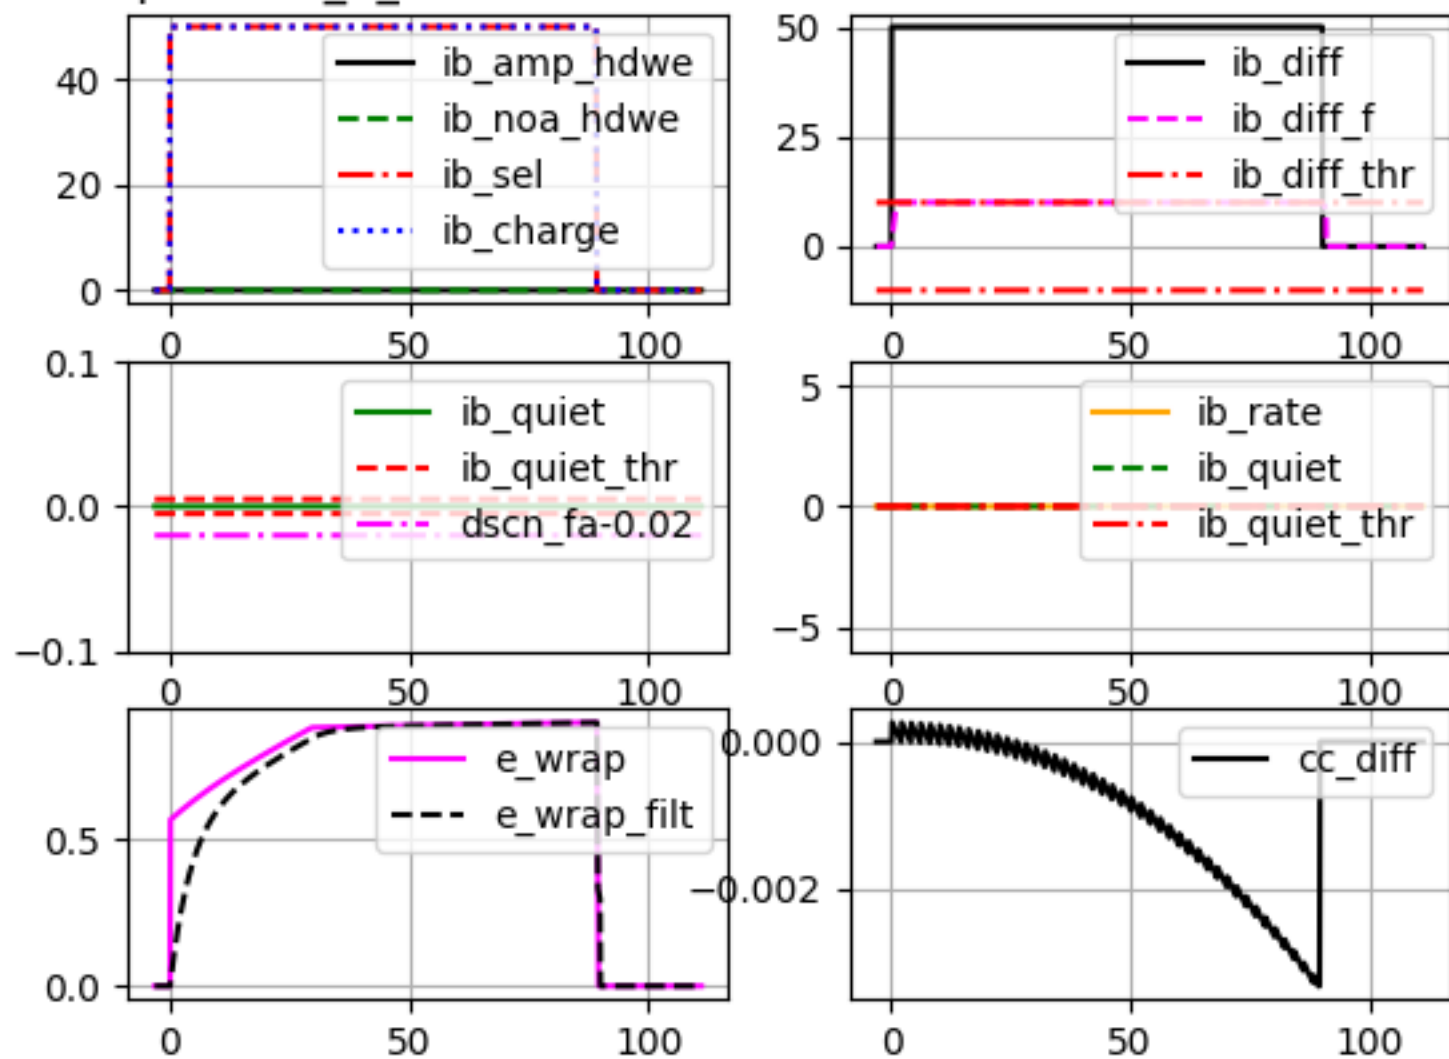 50
40
20
0
ib_amp_hdwe
ib_noa_hdwe
ib_sel
ib_charge
0 50 100
50
25
0
ib_diff
ib_diff_f
ib_diff_thr
0 50 100
0.1
0.0
−0.1
ib_quiet
ib_quiet_thr
dscn_fa-0.02
0 50 100
5
0
−5
ib_rate
ib_quiet
ib_quiet_thr
0 50 100
0.5
0.0
e_wrap
e_wrap_filt
0 50 100
0.000
−0.002
cc_diff
0 50 100